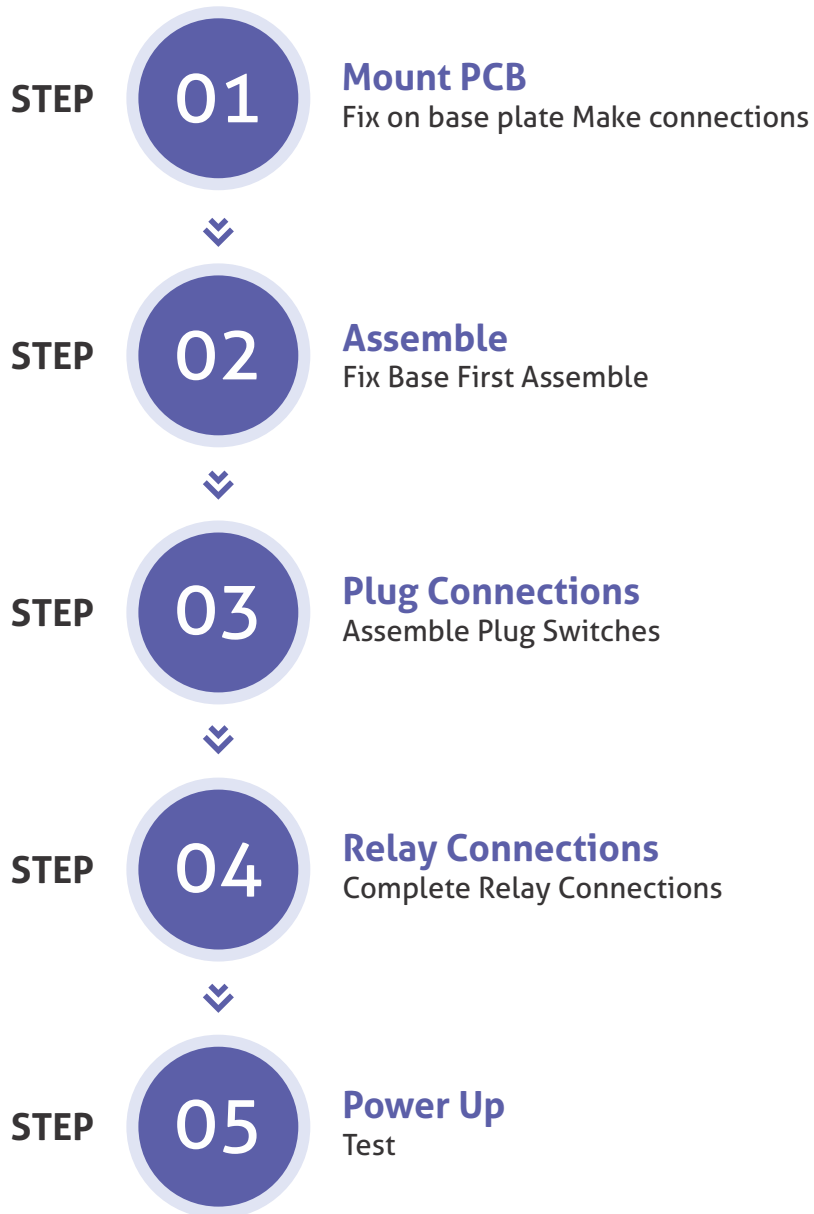 STEP
01
Mount PCB
Fix on base plate Make connections
STEP
02
Assemble
Fix Base First Assemble
STEP
03
Plug Connections
Assemble Plug Switches
STEP
04
Relay Connections
Complete Relay Connections
STEP
05
Power Up
Test